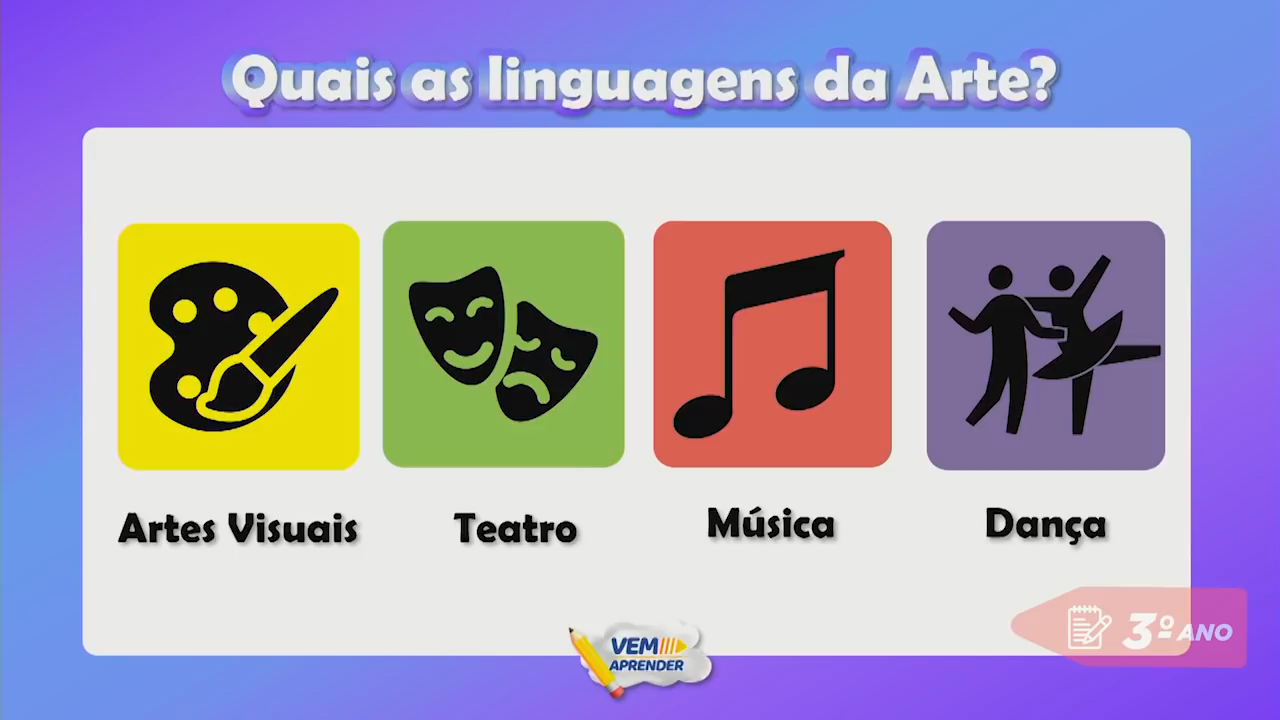 Quais as linguagens da Arte?
Artes Visuais
Teatro
Música
Dança
3º ANO
VEM
APRENDER